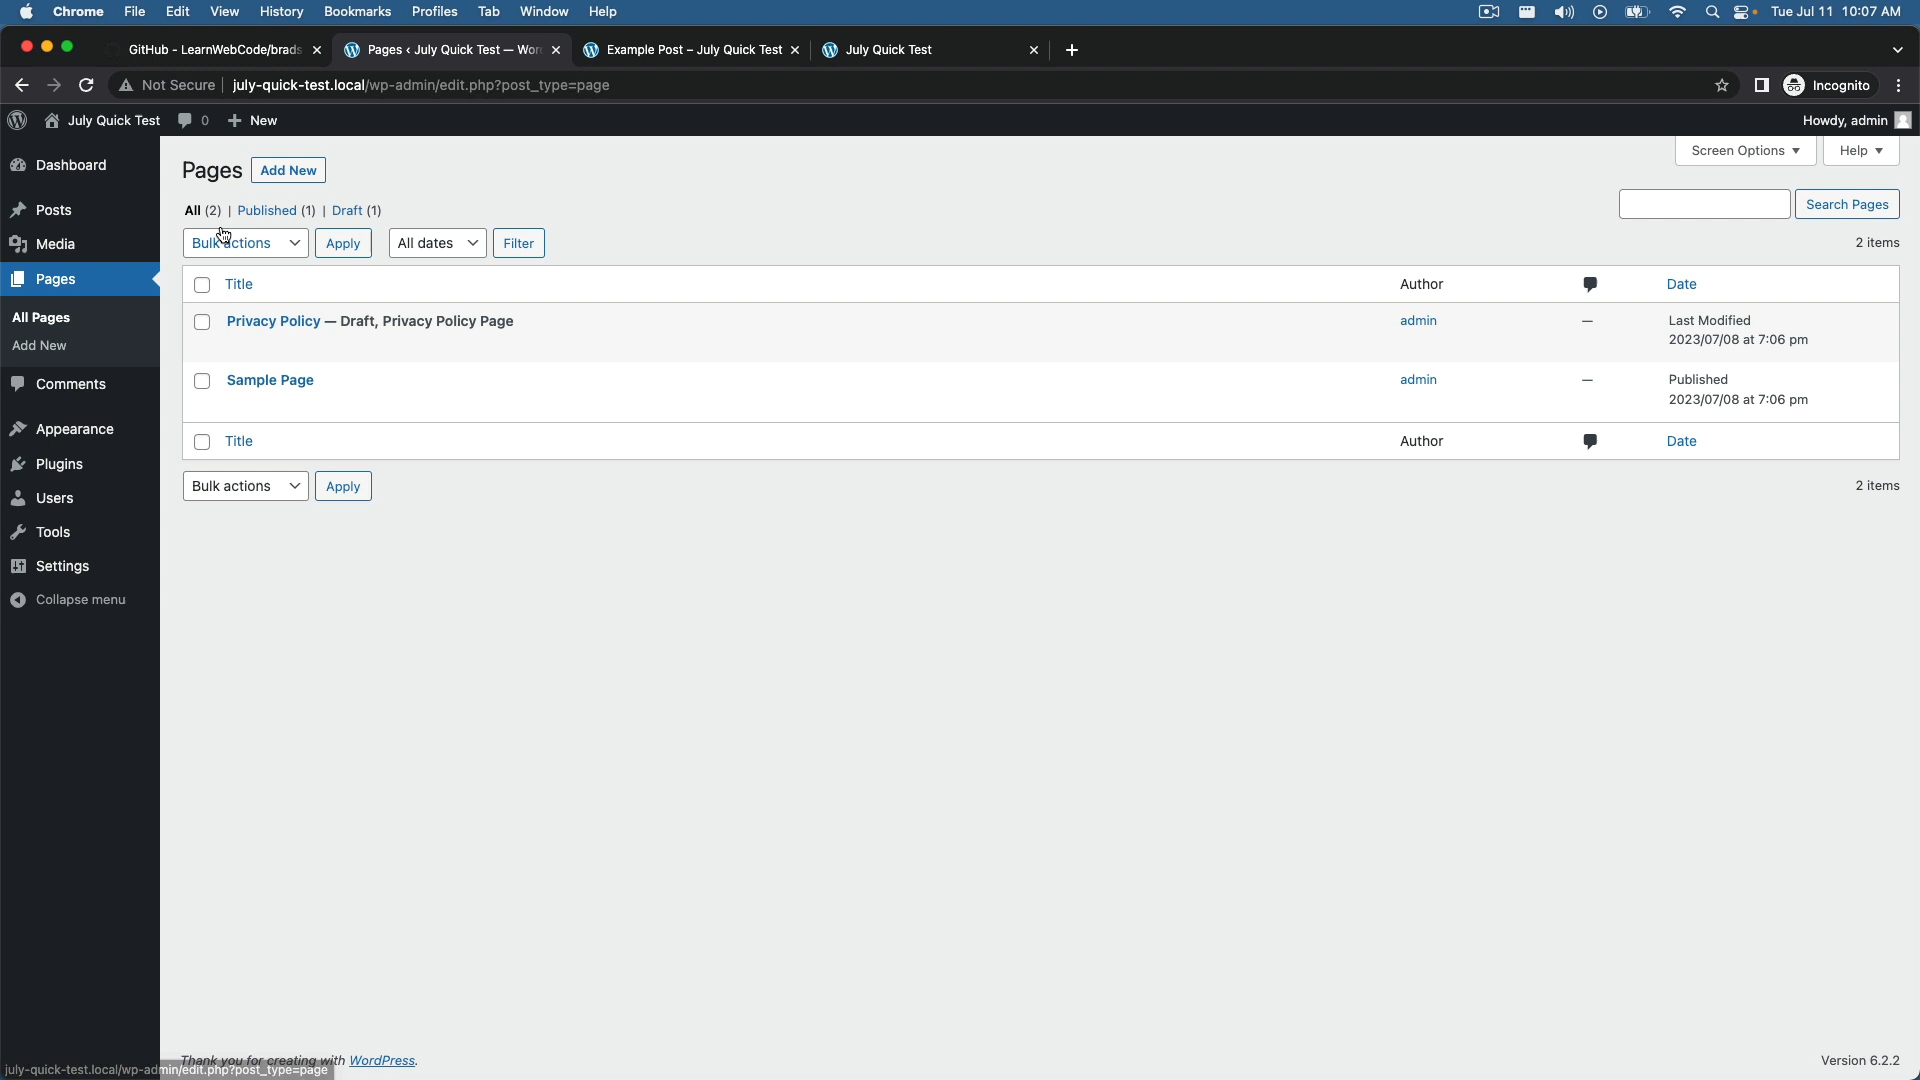 Chrome File Edit View History Bookmarks Profiles Tab Window Help Tue Jul 11 10:07 AM
GitHub - LearnWebCode/brads Pages ‹ July Quick Test — Wor Example Post – July Quick Test July Quick Test
Not Secure july-quick-test.local/wp-admin/edit.php?post_type=page Incognito
July Quick Test 0 New Howdy, admin
Dashboard
Posts
Media
Pages
All Pages
Add New
Comments
Appearance
Plugins
Users
Tools
Settings
Collapse menu
Pages Add New Screen Options Help
All (2) | Published (1) | Draft (1) Search Pages
Bulk actions Apply All dates Filter 2 items
Title Author Date
Privacy Policy — Draft, Privacy Policy Page admin — Last Modified
2023/07/08 at 7:06 pm
Sample Page admin — Published
2023/07/08 at 7:06 pm
Title Author Date
Bulk actions Apply 2 items
Thank you for creating with WordPress. Version 6.2.2
july-quick-test.local/wp-admin/edit.php?post_type=page